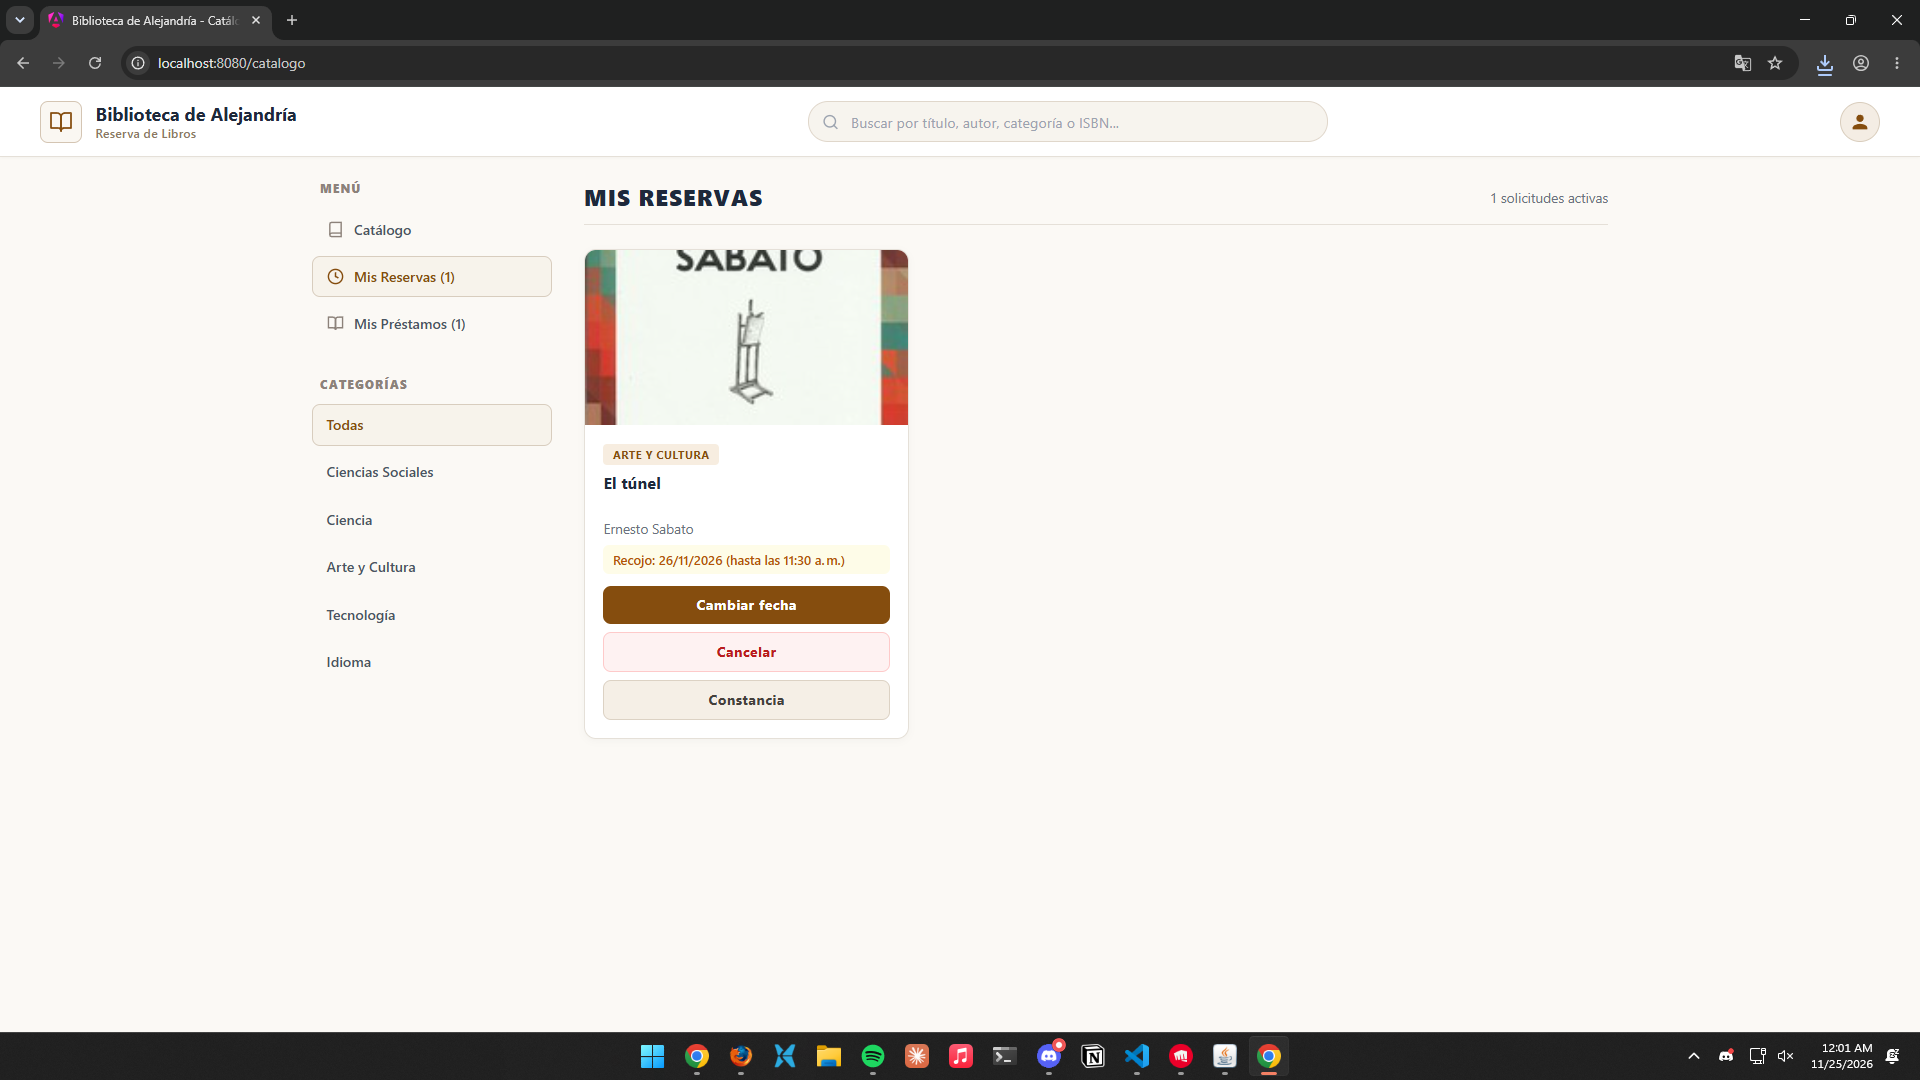 Biblioteca de Alejandría - Catál
localhost:8080/catalogo
Biblioteca de Alejandría
Reserva de Libros
Buscar por título, autor, categoría o ISBN...
MENÚ
Catálogo
Mis Reservas (1)
Mis Préstamos (1)
CATEGORÍAS
Todas
Ciencias Sociales
Ciencia
Arte y Cultura
Tecnología
Idioma
MIS RESERVAS
1 solicitudes activas
SABATO
ARTE Y CULTURA
El túnel
Ernesto Sabato
Recojo: 26/11/2026 (hasta las 11:30 a. m.)
Cambiar fecha
Cancelar
Constancia
12:01 AM
11/25/2026